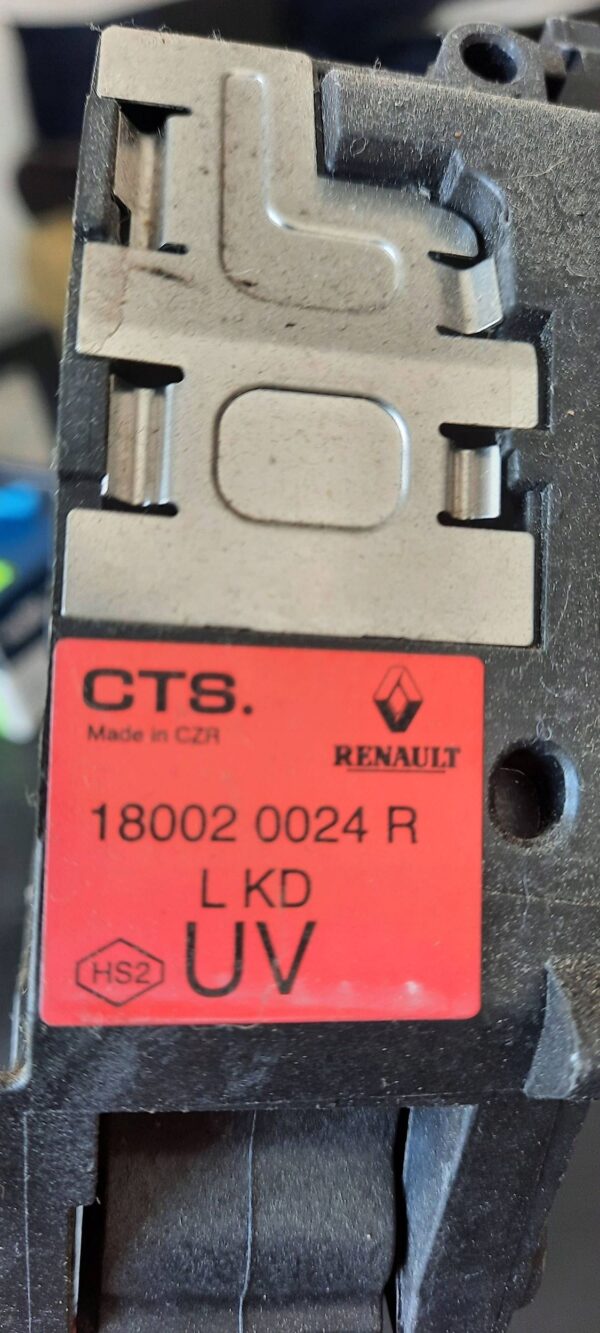 CTS.
Made in CZR
RENAULT
18002 0024 R
L KD
HS2 UV